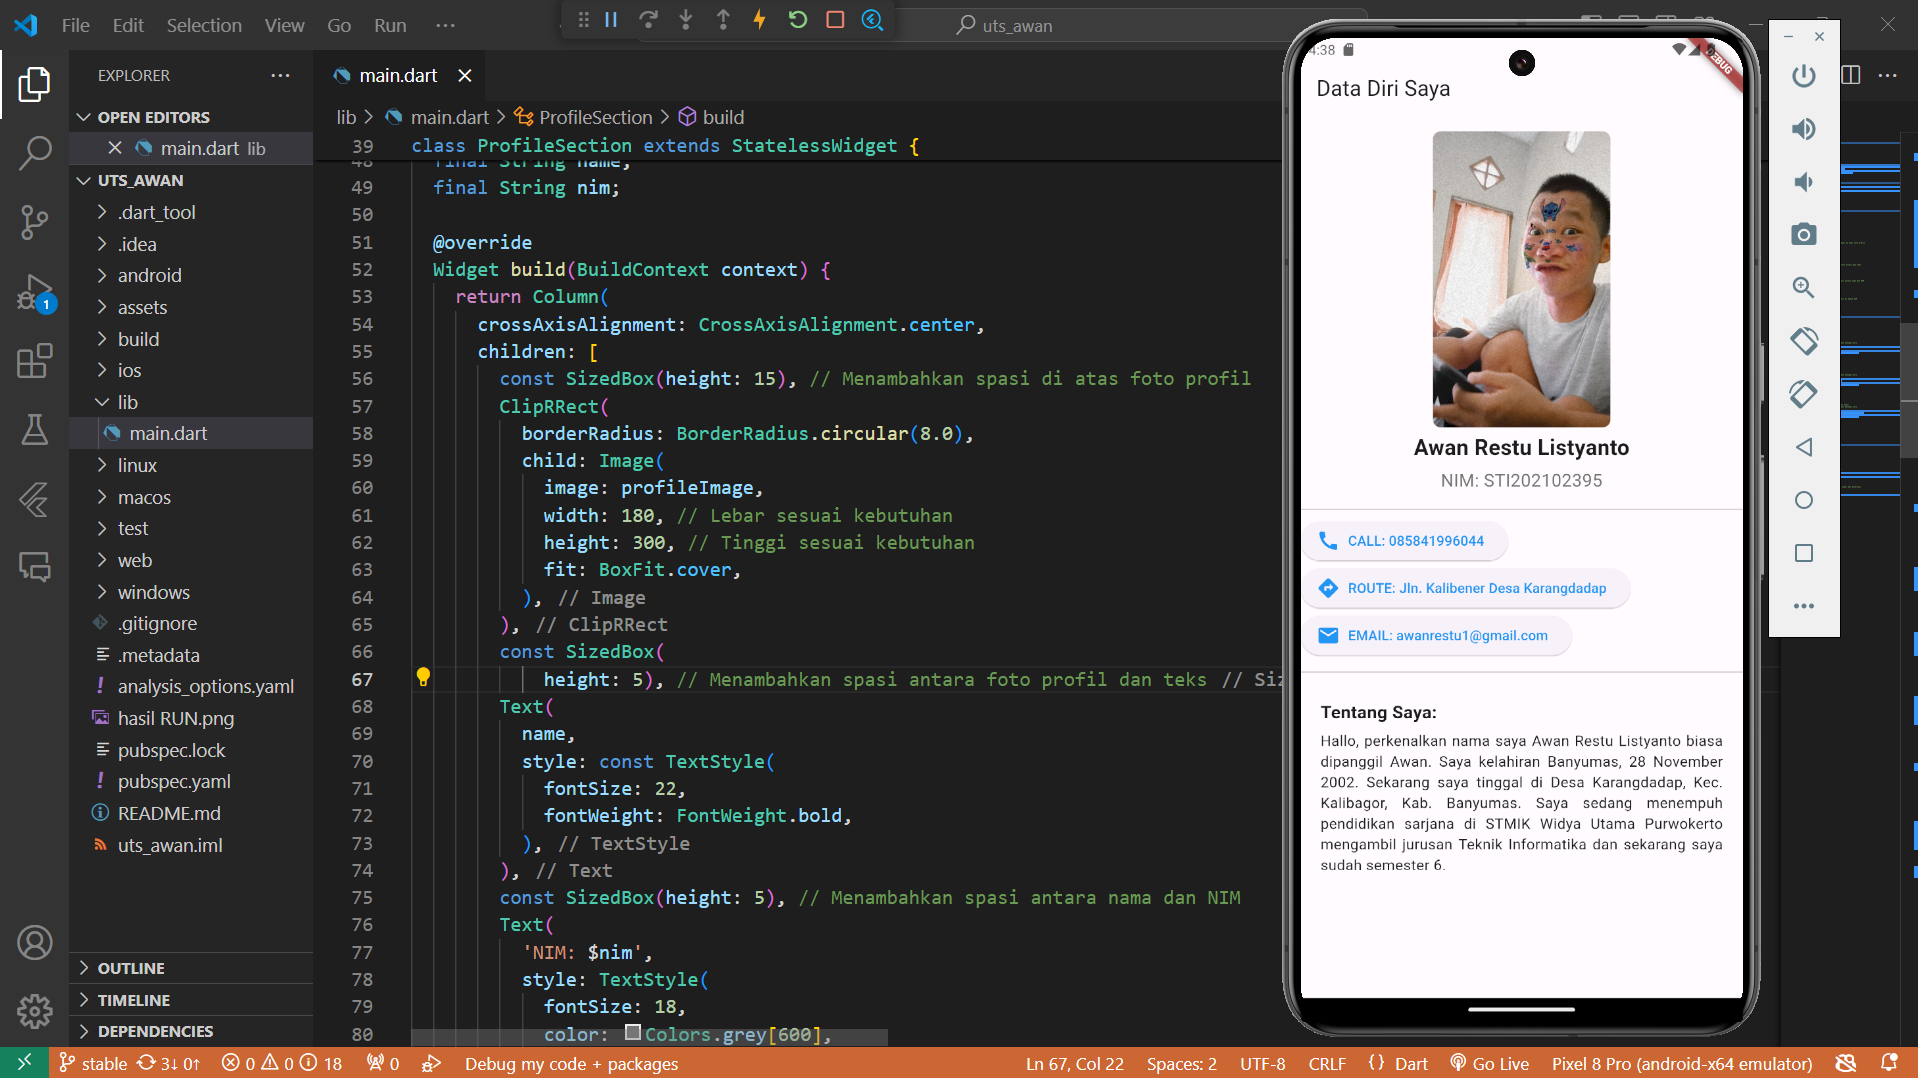 File Edit Selection View Go Run ···
uts_awan
EXPLORER
OPEN EDITORS
main.dart lib
UTS_AWAN
.dart_tool
.idea
android
assets
build
ios
lib
main.dart
linux
macos
test
web
windows
.gitignore
.metadata
analysis_options.yaml
hasil RUN.png
pubspec.lock
pubspec.yaml
README.md
uts_awan.iml
OUTLINE
TIMELINE
DEPENDENCIES
1
main.dart
lib > main.dart > ProfileSection > build
39 class ProfileSection extends StatelessWidget {
48 final String name;
49 final String nim;
50
51 @override
52 Widget build(BuildContext context) {
53 return Column(
54 crossAxisAlignment: CrossAxisAlignment.center,
55 children: [
56 const SizedBox(height: 15), // Menambahkan spasi di atas foto profil
57 ClipRRect(
58 borderRadius: BorderRadius.circular(8.0),
59 child: Image(
60 image: profileImage,
61 width: 180, // Lebar sesuai kebutuhan
62 height: 300, // Tinggi sesuai kebutuhan
63 fit: BoxFit.cover,
64 ), // Image
65 ), // ClipRRect
66 const SizedBox(
67 height: 5), // Menambahkan spasi antara foto profil dan teks // Siz
68 Text(
69 name,
70 style: const TextStyle(
71 fontSize: 22,
72 fontWeight: FontWeight.bold,
73 ), // TextStyle
74 ), // Text
75 const SizedBox(height: 5), // Menambahkan spasi antara nama dan NIM
76 Text(
77 'NIM: $nim',
78 style: TextStyle(
79 fontSize: 18,
80 color: Colors.grey[600],
4:38
Data Diri Saya
Awan Restu Listyanto
NIM: STI202102395
CALL: 085841996044
ROUTE: Jln. Kalibener Desa Karangdadap
EMAIL: awanrestu1@gmail.com
Tentang Saya:
Hallo, perkenalkan nama saya Awan Restu Listyanto biasa
dipanggil Awan. Saya kelahiran Banyumas, 28 November
2002. Sekarang saya tinggal di Desa Karangdadap, Kec.
Kalibagor, Kab. Banyumas. Saya sedang menempuh
pendidikan sarjana di STMIK Widya Utama Purwokerto
mengambil jurusan Teknik Informatika dan sekarang saya
sudah semester 6.
stable 3↓ 0↑ 0 0 18 0 Debug my code + packages
Ln 67, Col 22 Spaces: 2 UTF-8 CRLF {} Dart Go Live Pixel 8 Pro (android-x64 emulator)